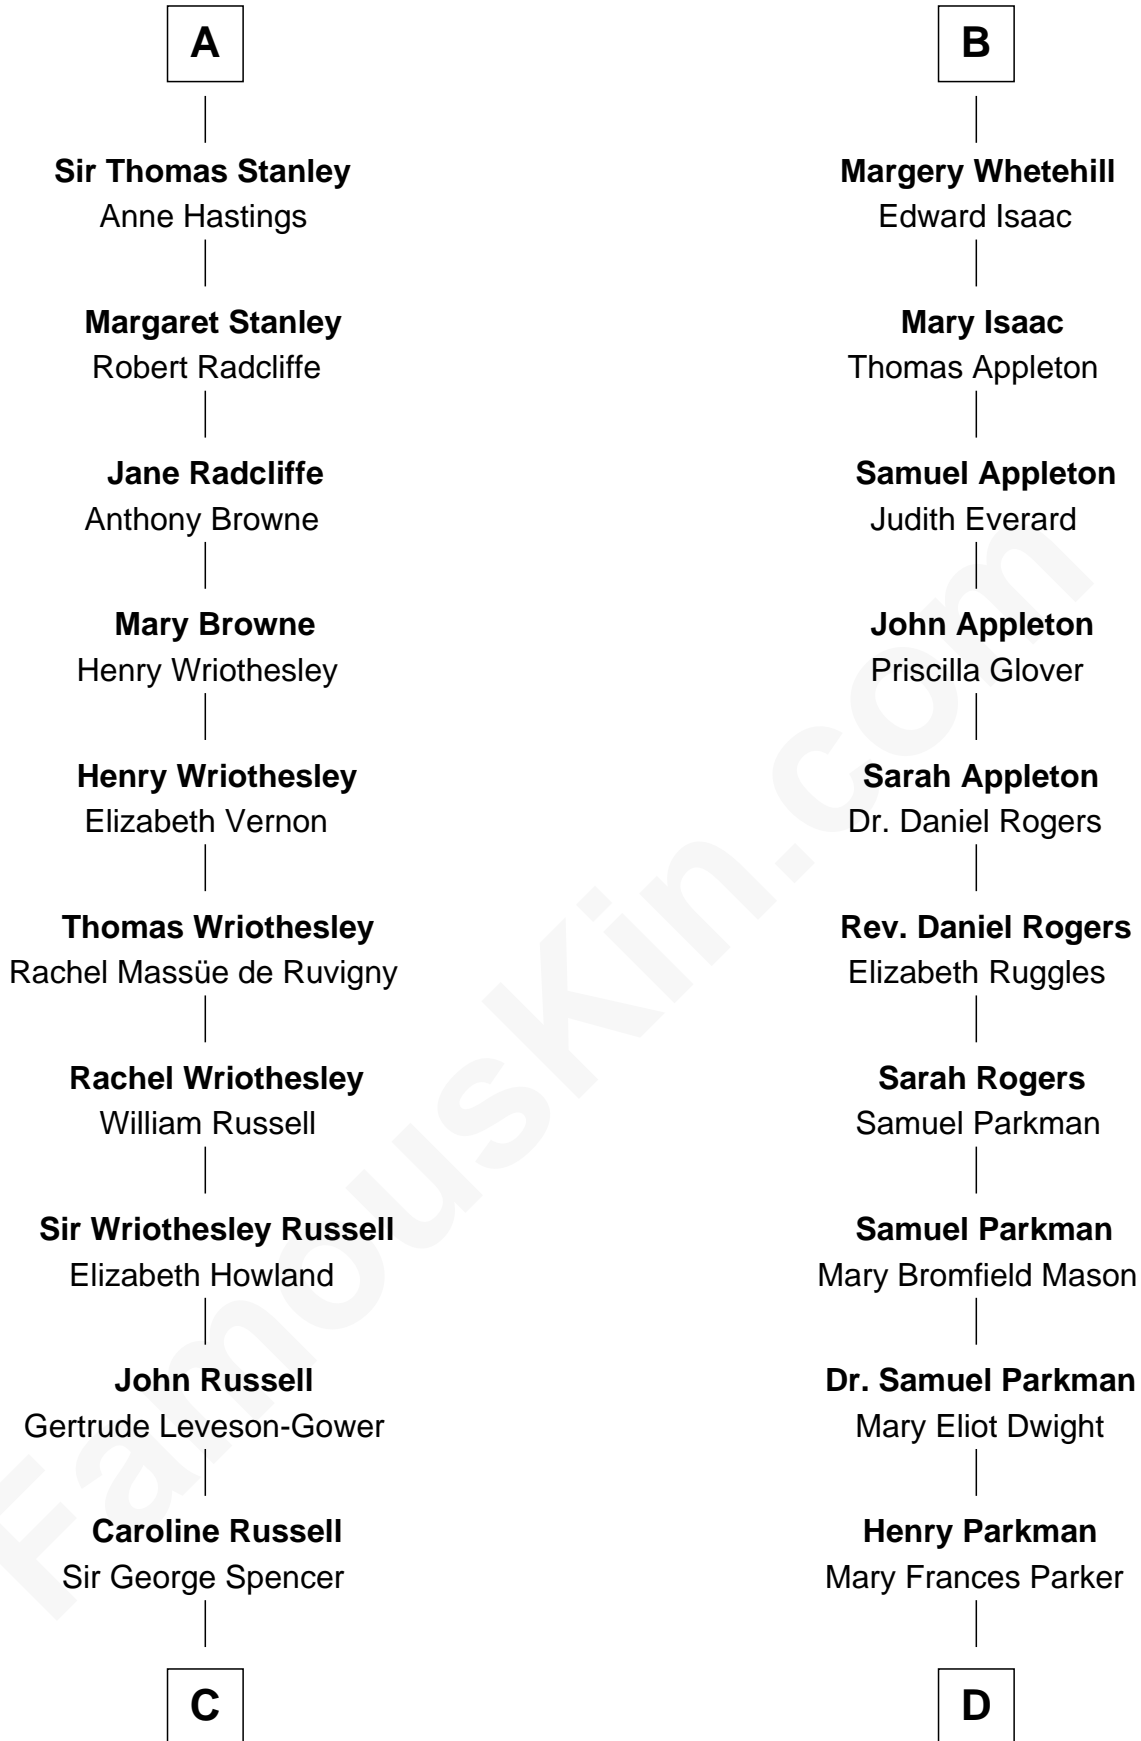 A
Sir Thomas Stanley
Anne Hastings
Margaret Stanley
Robert Radcliffe
Jane Radcliffe
Anthony Browne
Mary Browne
Henry Wriothesley
Henry Wriothesley
Elizabeth Vernon
Thomas Wriothesley
Rachel Massüe de Ruvigny
Rachel Wriothesley
William Russell
Sir Wriothesley Russell
Elizabeth Howland
John Russell
Gertrude Leveson-Gower
Caroline Russell
Sir George Spencer
C
B
Margery Whetehill
Edward Isaac
Mary Isaac
Thomas Appleton
Samuel Appleton
Judith Everard
John Appleton
Priscilla Glover
Sarah Appleton
Dr. Daniel Rogers
Rev. Daniel Rogers
Elizabeth Ruggles
Sarah Rogers
Samuel Parkman
Samuel Parkman
Mary Bromfield Mason
Dr. Samuel Parkman
Mary Eliot Dwight
Henry Parkman
Mary Frances Parker
D
FamousKin.com